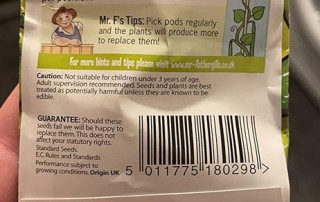 Mr. F's Tips: Pick pods regularly
and the plants will produce more
to replace them!
For more hints and tips please visit www.mr-fothergills.co.uk
Caution: Not suitable for children under 3 years of age.
Adult supervision recommended. Seeds and plants are best
treated as potentially harmful unless they are known to be
edible.
GUARANTEE: Should these
seeds fail we will be happy to
replace them. This does not
affect your statutory rights.
Standard Seeds.
E.C. Rules and Standards
Performance subject to
growing conditions. Origin UK
5 011775 180298 >